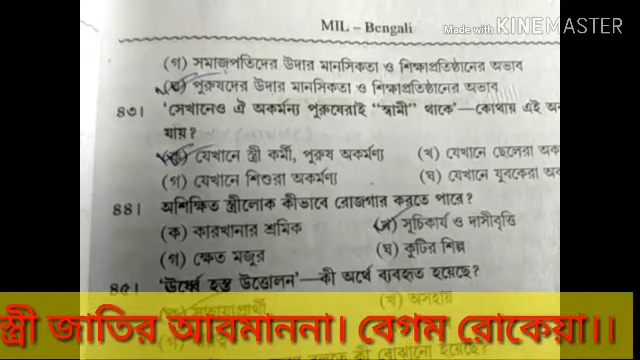 MIL – Bengali
Made with KINEMASTER
(গ) সমাজপতিদের উদার মানসিকতা ও শিক্ষাপ্রতিষ্ঠানের অভাব
(ঘ) পুরুষদের উদার মানসিকতা ও শিক্ষাপ্রতিষ্ঠানের অভাব
৪৩। 'সেখানেও ঐ অকর্মন্য পুরুষেরাই "স্বামী" থাকে'—কোথায় এই
যায়?
(ক) যেখানে স্ত্রী কর্মী, পুরুষ অকর্মণ্য (খ) যেখানে ছেলেরা
(গ) যেখানে শিশুরা অকর্মণ্য (ঘ) যেখানে যুবকেরা
৪৪। অশিক্ষিত স্ত্রীলোক কীভাবে রোজগার করতে পারে?
(ক) কারখানার শ্রমিক (খ) সূচিকার্য ও দাসীবৃত্তি
(গ) ক্ষেত মজুর (ঘ) কুটির শিল্প
৪৫। 'ঊর্ধ্বে হস্ত উত্তোলন'—কী অর্থে ব্যবহৃত হয়েছে?
(খ) অসহায়
স্ত্রী জাতির আবমাননা। বেগম রোকেয়া।।